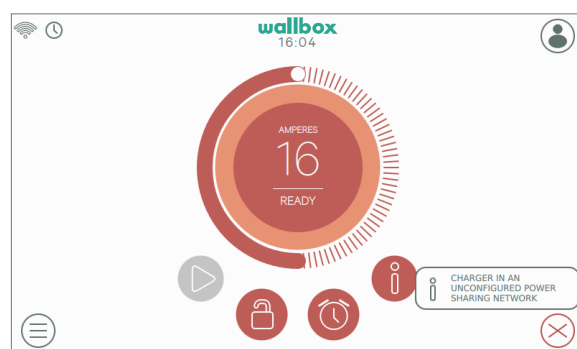 wallbox
16:04
AMPERES
16
READY
CHARGER IN AN
UNCONFIGURED POWER
SHARING NETWORK